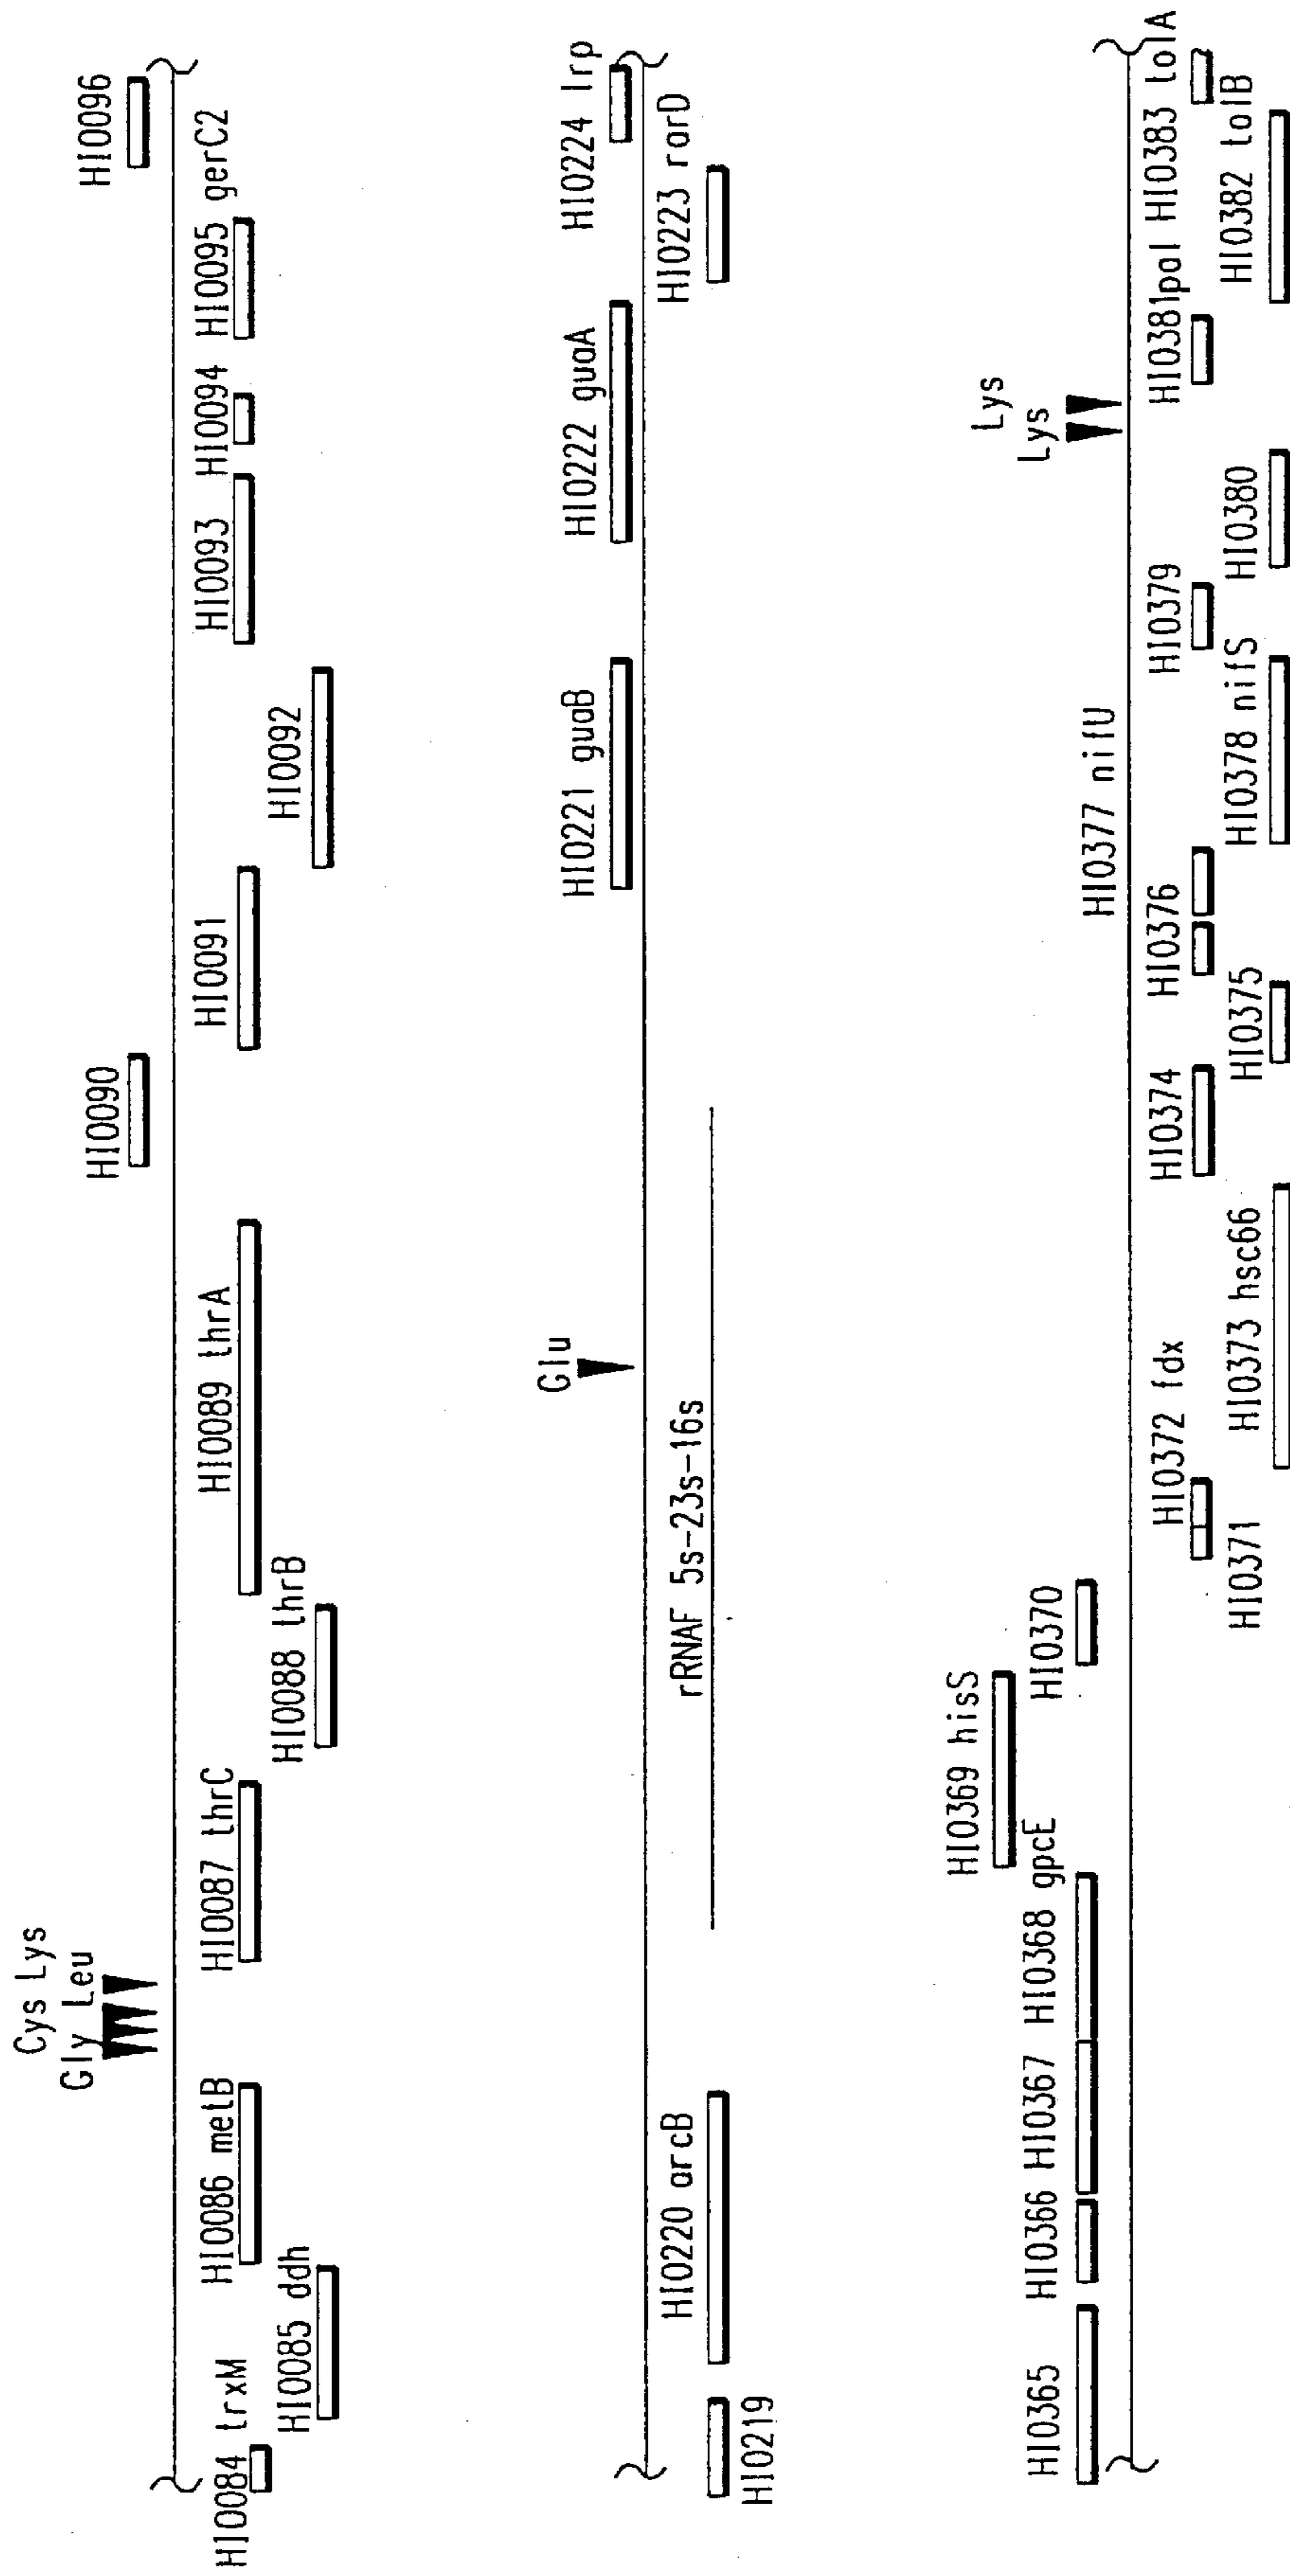 Cys Lys
Gly Leu
HI0090
HI0096
HI0084 trxM
HI0086 metB
HI0087 thrC
HI0089 thrA
HI0091
HI0093
HI0094
HI0095 gerC2
HI0085 ddh
HI0088 thrB
HI0092
Glu
HI0221 guaB
HI0222 guaA
HI0224 lrp
HI0220 arcB
rRNAF 5s-23s-16s
HI0223 rarD
HI0219
HI0369 hisS
Lys
Lys
HI0365
HI0366
HI0367
HI0368 gpcE
HI0370
HI0377 nifU
HI0372 fdx
HI0374
HI0376
HI0379
HI0381pal
HI0383 tolA
HI0371
HI0373 hsc66
HI0375
HI0378 nifS
HI0380
HI0382 tolB